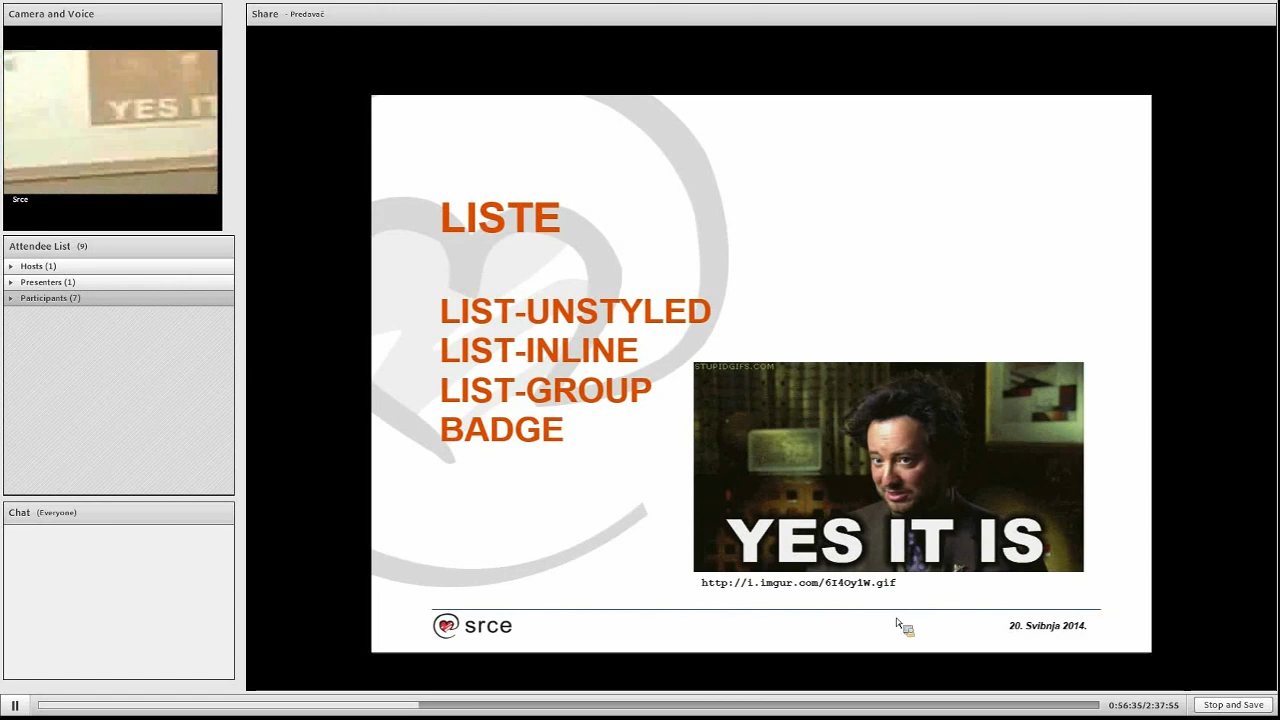 Camera and Voice
YES IT
Srce
Attendee List (9)
Hosts (1)
Presenters (1)
Participants (7)
Chat (Everyone)
Share - Predavač
LISTE
LIST-UNSTYLED
LIST-INLINE
LIST-GROUP
BADGE
STUPIDGIFS.COM
YES IT IS
http://i.imgur.com/6I4Oy1W.gif
srce
20. Svibnja 2014.
0:56:35/2:37:55
Stop and Save